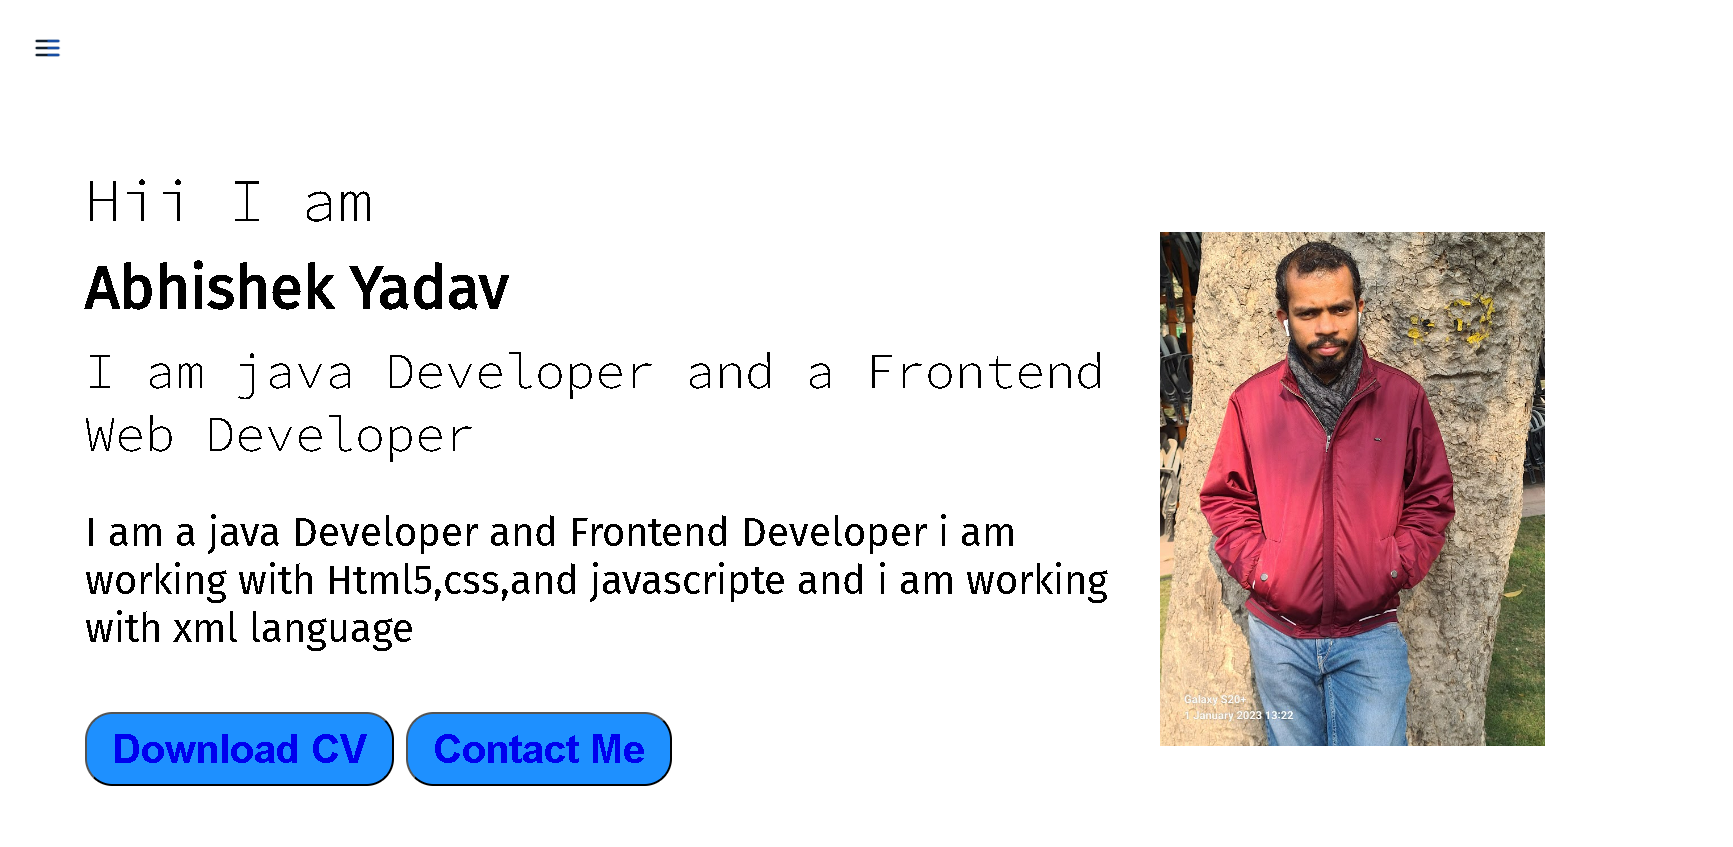 Hii I am
Abhishek Yadav
I am java Developer and a Frontend
Web Developer
I am a java Developer and Frontend Developer i am
working with Html5,css,and javascripte and i am working
with xml language
Download CV Contact Me
Galaxy S20+
1 January 2023 13:22